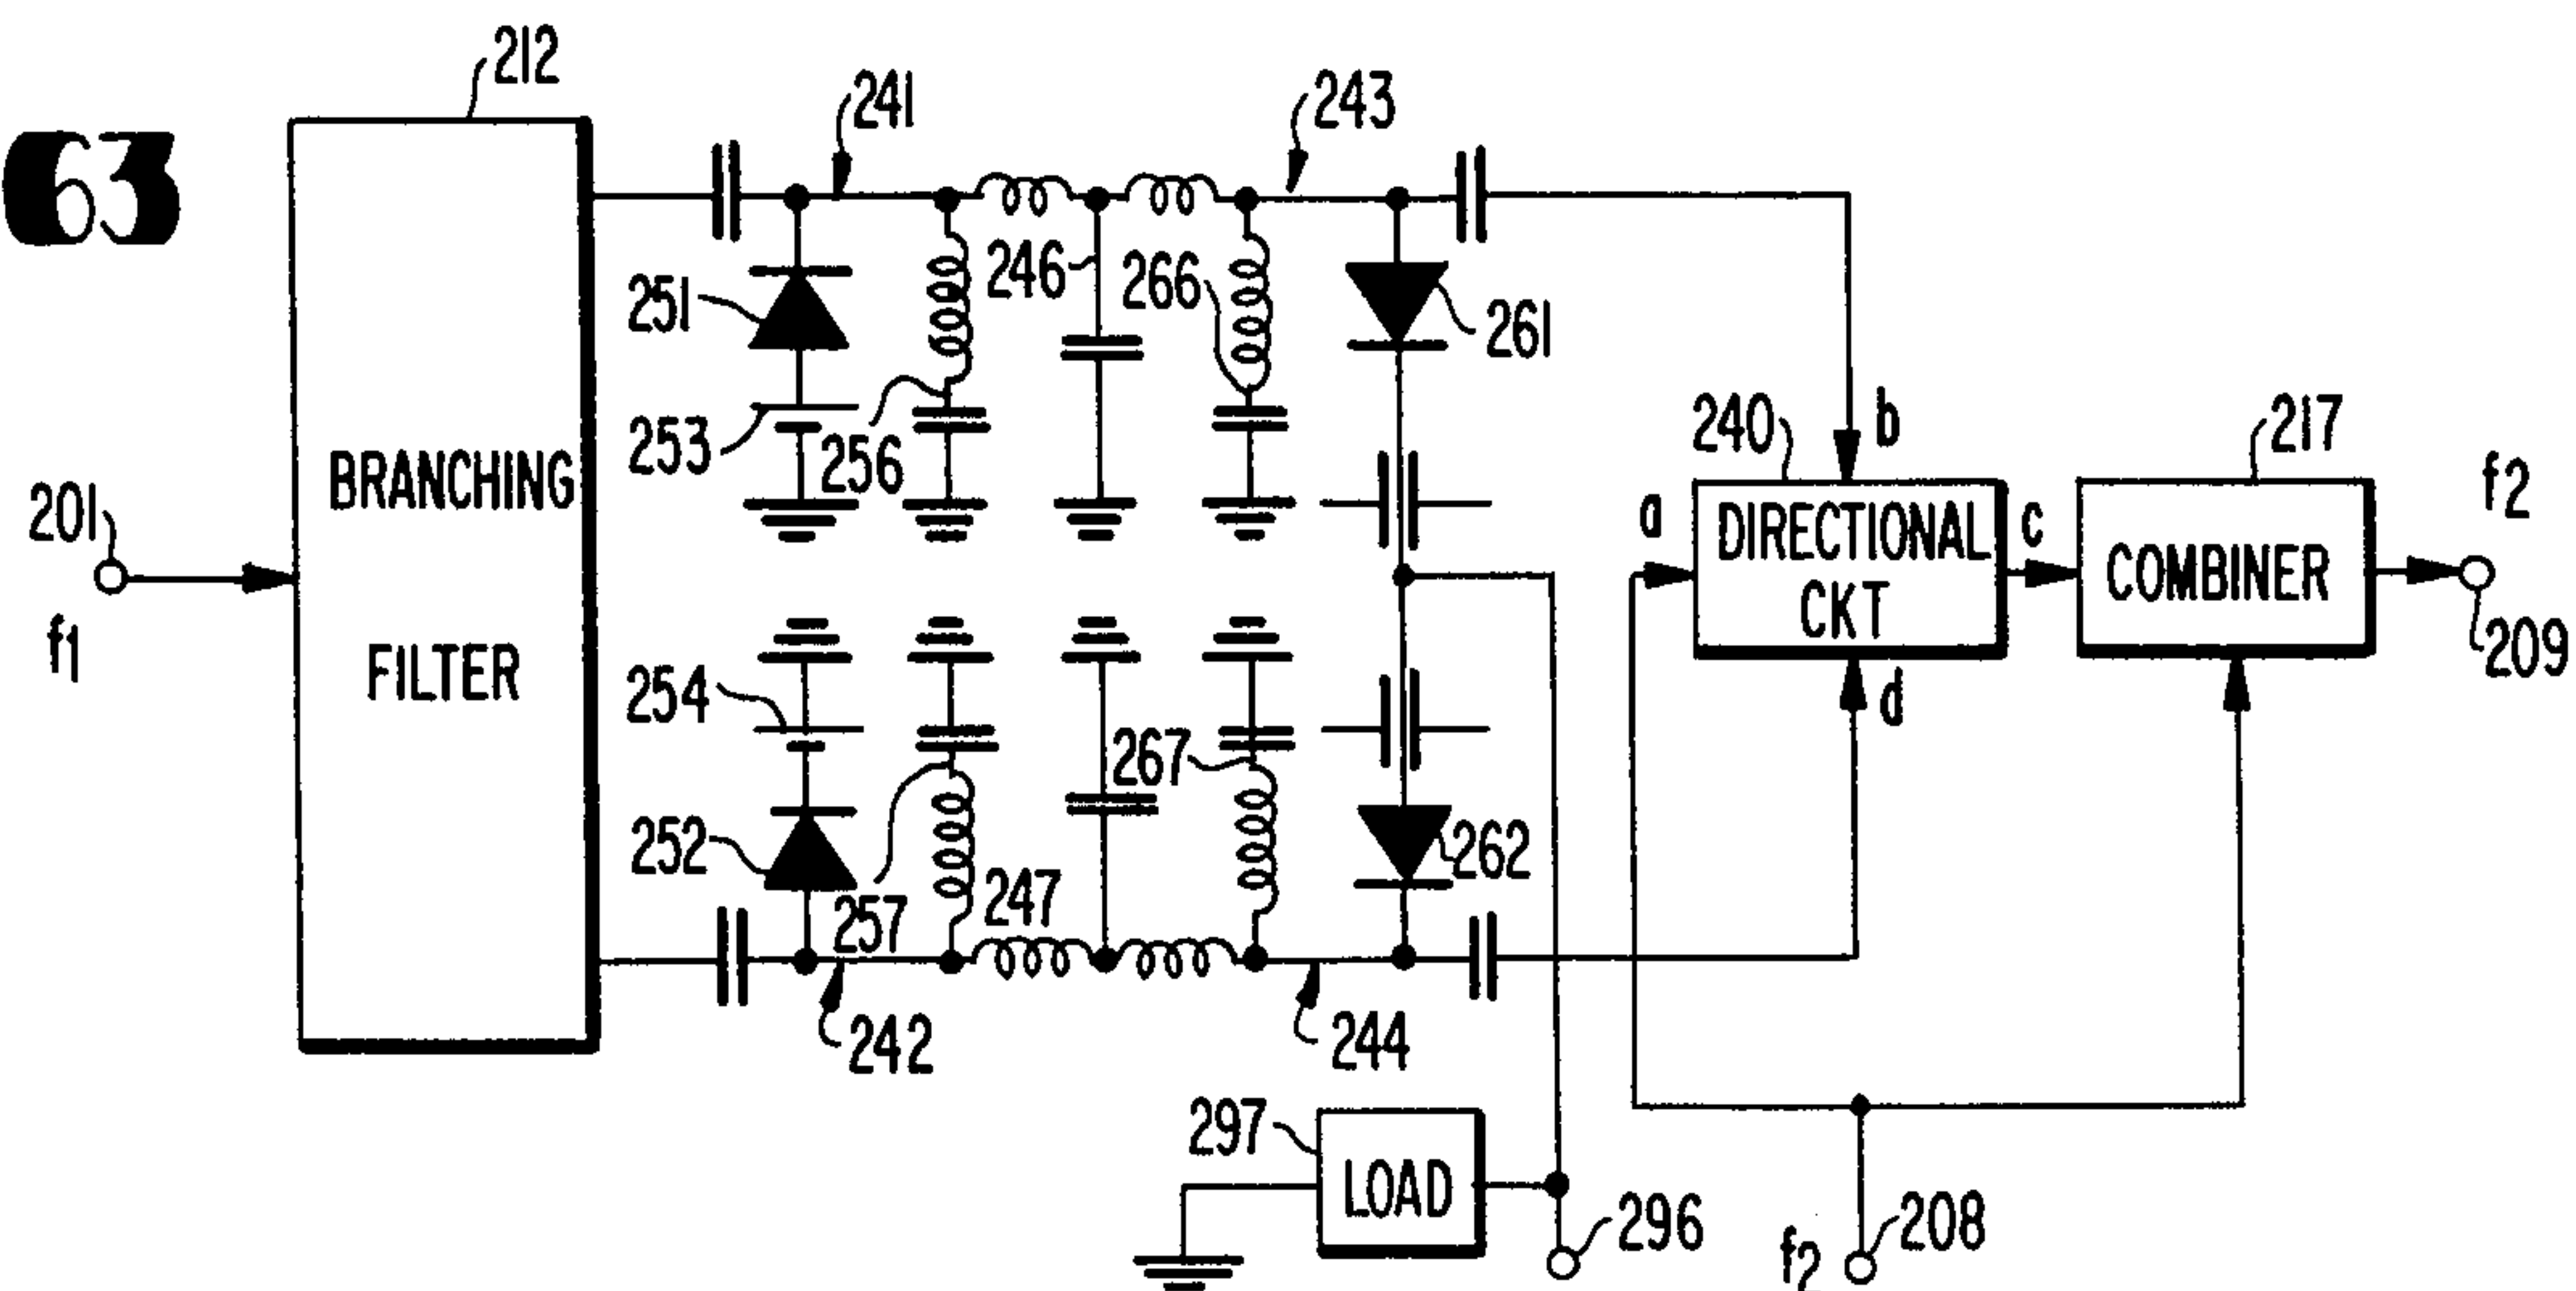 63
212
241
243
BRANCHING
FILTER
201
f1
251
253
256
246
266
261
254
252
257
247
267
262
242
244
240
a
b
c
d
DIRECTIONAL
CKT
217
COMBINER
f2
209
297
LOAD
296
f2
208